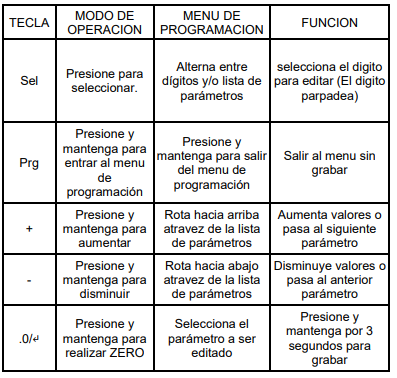 TECLA
MODO DE
OPERACION
MENU DE
PROGRAMACION
FUNCION
Sel
Presione para
seleccionar.
Alterna entre
dígitos y/o lista de
parámetros
selecciona el digito
para editar (El digito
parpadea)
Prg
Presione y
mantenga para
entrar al menu
de
programación
Presione y
mantenga para salir
del menu de
programación
Salir al menu sin
grabar
+
Presione y
mantenga para
aumentar
Rota hacia arriba
atravez de la lista
de parámetros
Aumenta valores o
pasa al siguiente
parámetro
-
Presione y
mantenga para
disminuir
Rota hacia abajo
atravez de la lista
de parámetros
Disminuye valores o
pasa al anterior
parámetro
.0/↵
Presione y
mantenga para
realizar ZERO
Selecciona el
parámetro a ser
editado
Presione y
mantenga por 3
segundos para
grabar